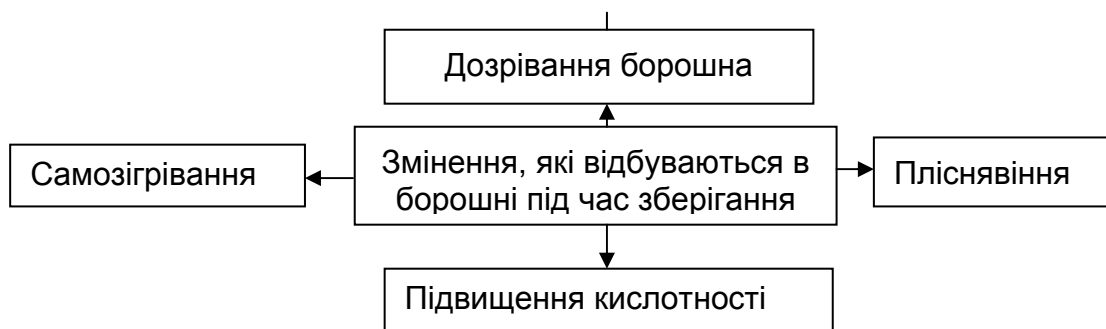 Дозрівання борошна
Самозігрівання
Змінення, які відбуваються в
борошні під час зберігання
Пліснявіння
Підвищення кислотності